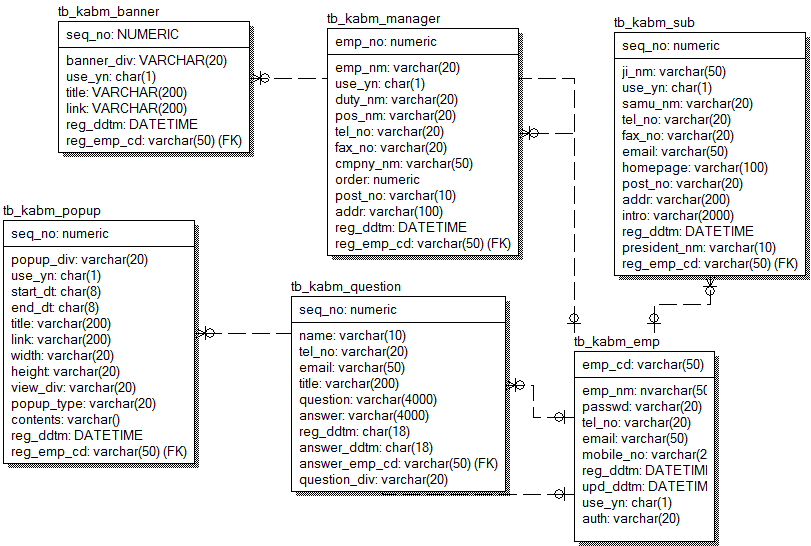 tb_kabm_banner
seq_no: NUMERIC
banner_div: VARCHAR(20)
use_yn: char(1)
title: VARCHAR(200)
link: VARCHAR(200)
reg_ddtm: DATETIME
reg_emp_cd: varchar(50) (FK)
tb_kabm_manager
emp_no: numeric
emp_nm: varchar(20)
use_yn: char(1)
duty_nm: varchar(20)
pos_nm: varchar(20)
tel_no: varchar(20)
fax_no: varchar(20)
cmpny_nm: varchar(50)
order: numeric
post_no: varchar(10)
addr: varchar(100)
reg_ddtm: DATETIME
reg_emp_cd: varchar(50) (FK)
tb_kabm_sub
seq_no: numeric
ji_nm: varchar(50)
use_yn: char(1)
samu_nm: varchar(20)
tel_no: varchar(20)
fax_no: varchar(20)
email: varchar(50)
homepage: varchar(100)
post_no: varchar(20)
addr: varchar(200)
intro: varchar(2000)
reg_ddtm: DATETIME
president_nm: varchar(10)
reg_emp_cd: varchar(50) (FK)
tb_kabm_popup
seq_no: numeric
popup_div: varchar(20)
use_yn: char(1)
start_dt: char(8)
end_dt: char(8)
title: varchar(200)
link: varchar(200)
width: varchar(20)
height: varchar(20)
view_div: varchar(20)
popup_type: varchar(20)
contents: varchar()
reg_ddtm: DATETIME
reg_emp_cd: varchar(50) (FK)
tb_kabm_question
seq_no: numeric
name: varchar(10)
tel_no: varchar(20)
email: varchar(50)
title: varchar(200)
question: varchar(4000)
answer: varchar(4000)
reg_ddtm: char(18)
answer_ddtm: char(18)
answer_emp_cd: varchar(50) (FK)
question_div: varchar(20)
tb_kabm_emp
emp_cd: varchar(50)
emp_nm: nvarchar(50
passwd: varchar(20)
tel_no: varchar(20)
email: varchar(50)
mobile_no: varchar(2
reg_ddtm: DATETIM
upd_ddtm: DATETIM
use_yn: char(1)
auth: varchar(20)